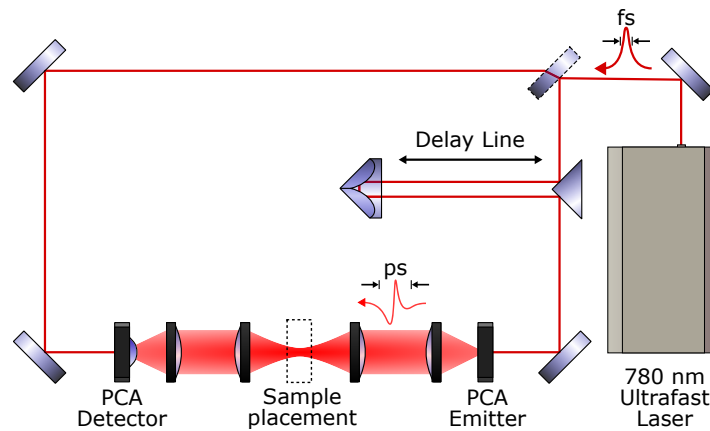 fs
Delay Line
ps
PCA
Detector
Sample
placement
PCA
Emitter
780 nm
Ultrafast
Laser